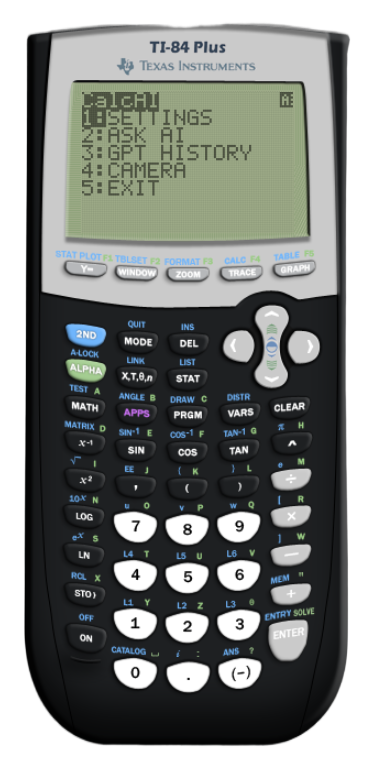 TI-84 Plus
TEXAS INSTRUMENTS
CalcAI
1:SETTINGS
2:ASK AI
3:GPT HISTORY
4:CAMERA
5:EXIT
STAT PLOT F1 TBLSET F2 FORMAT F3 CALC F4 TABLE F5
Y= WINDOW ZOOM TRACE GRAPH
QUIT INS
2ND MODE DEL
A-LOCK LINK LIST
ALPHA X,T,θ,n STAT
TEST A ANGLE B DRAW C DISTR
MATH APPS PRGM VARS CLEAR
MATRIX D SIN⁻¹ E COS⁻¹ F TAN⁻¹ G π H
x⁻¹ SIN COS TAN ^
√ I EE J { K } L e M
x² , ( ) ÷
10ˣ N u O v P w Q [ R
LOG 7 8 9 ×
eˣ S L4 T L5 U L6 V ] W
LN 4 5 6 −
RCL X L1 Y L2 Z L3 θ MEM "
STO› 1 2 3 +
OFF CATALOG ⎵ i : ANS ? ENTRY SOLVE
ON 0 . (-) ENTER